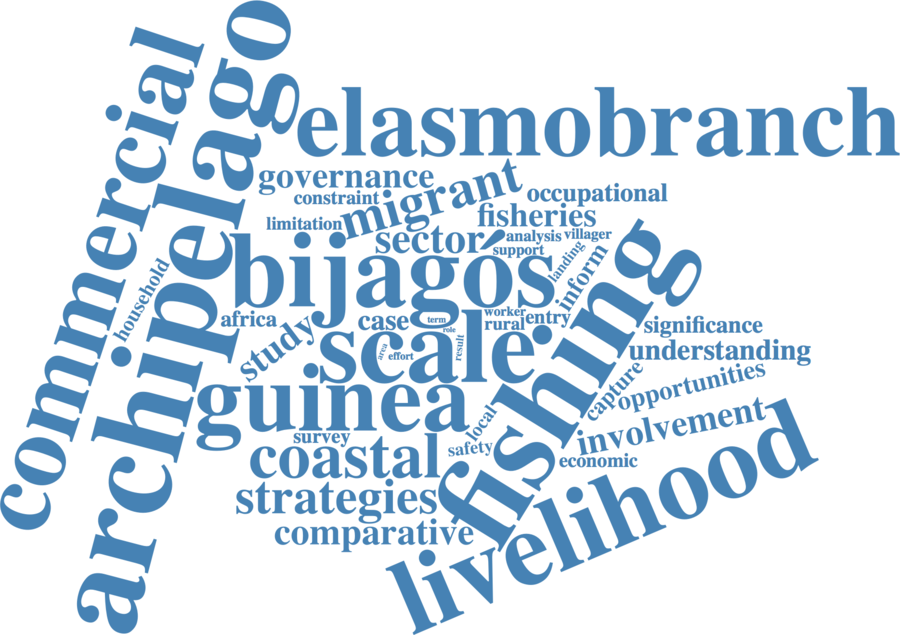 commercial
archipelago
elasmobranch
governance
constraint
migrant
occupational
limitation
fisheries
sector
analysis
villager
support
landing
bijagós
inform
household
africa
study
case
term
role
worker
rural
entry
fishing
scale
area
effort
result
significance
understanding
guinea
capture
opportunities
local
survey
safety
involvement
coastal
economic
strategies
livelihood
comparative